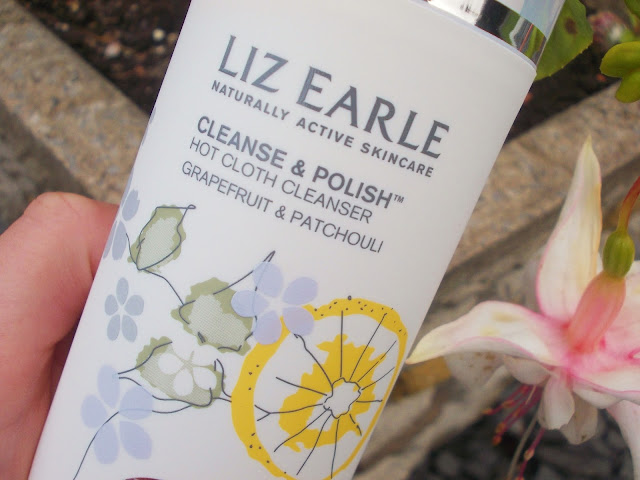 LIZ EARLE
NATURALLY ACTIVE SKINCARE
CLEANSE & POLISH™
HOT CLOTH CLEANSER
GRAPEFRUIT & PATCHOULI